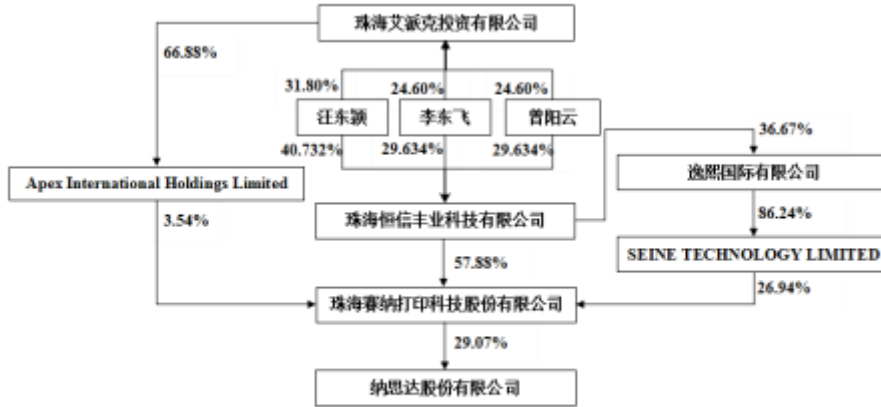 珠海艾派克投资有限公司
66.88%
31.80% 24.60% 24.60%
汪东颖 李东飞 曾阳云
40.732% 29.634% 29.634%
36.67%
Apex International Holdings Limited
逸熙国际有限公司
3.54%
珠海恒信丰业科技有限公司
86.24%
57.88%
SEINE TECHNOLOGY LIMITED
26.94%
珠海赛纳打印科技股份有限公司
29.07%
纳思达股份有限公司